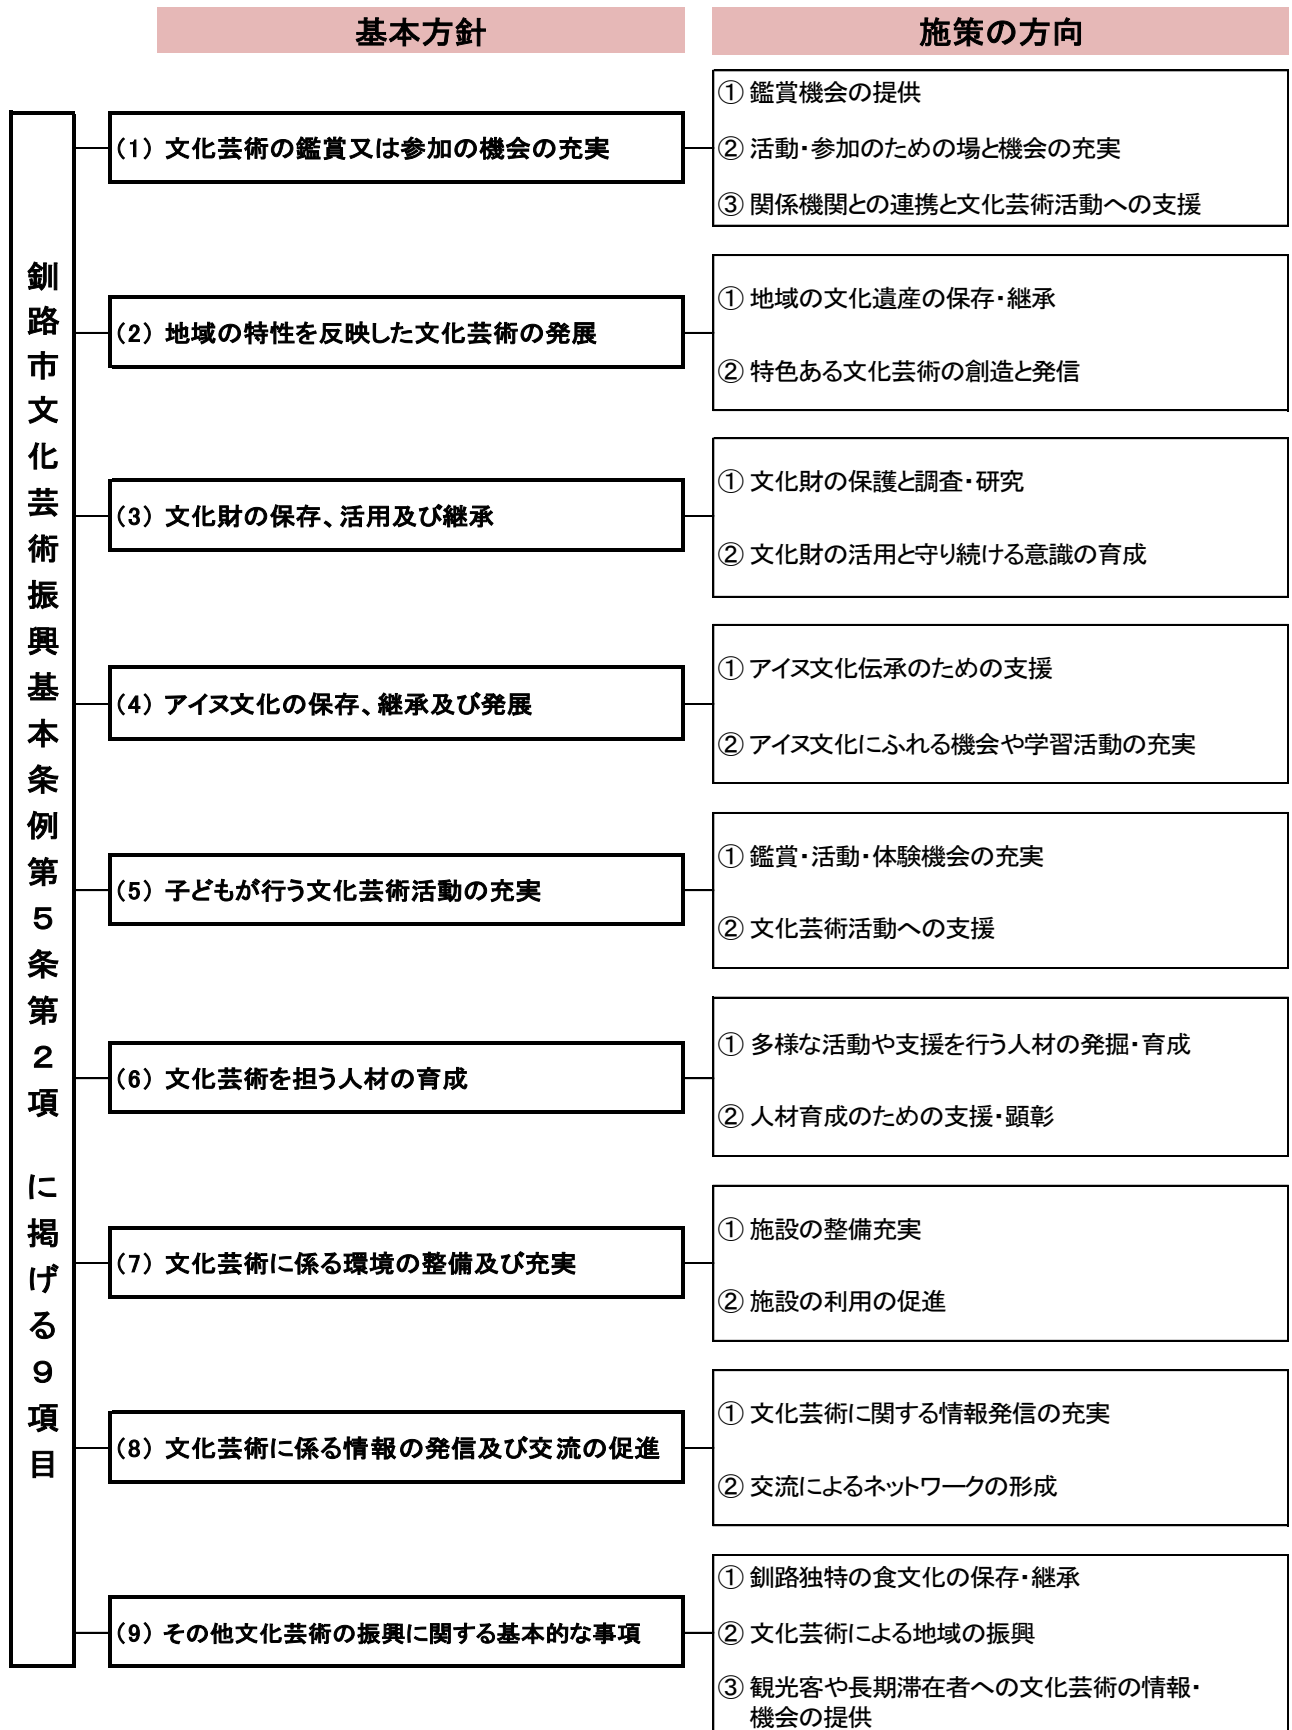 基本方針
施策の方向
釧路市文化芸術振興基本条例第5条第2項 に掲げる9項目
(1) 文化芸術の鑑賞又は参加の機会の充実
① 鑑賞機会の提供
② 活動・参加のための場と機会の充実
③ 関係機関との連携と文化芸術活動への支援
(2) 地域の特性を反映した文化芸術の発展
① 地域の文化遺産の保存・継承
② 特色ある文化芸術の創造と発信
(3) 文化財の保存、活用及び継承
① 文化財の保護と調査・研究
② 文化財の活用と守り続ける意識の育成
(4) アイヌ文化の保存、継承及び発展
① アイヌ文化伝承のための支援
② アイヌ文化にふれる機会や学習活動の充実
(5) 子どもが行う文化芸術活動の充実
① 鑑賞・活動・体験機会の充実
② 文化芸術活動への支援
(6) 文化芸術を担う人材の育成
① 多様な活動や支援を行う人材の発掘・育成
② 人材育成のための支援・顕彰
(7) 文化芸術に係る環境の整備及び充実
① 施設の整備充実
② 施設の利用の促進
(8) 文化芸術に係る情報の発信及び交流の促進
① 文化芸術に関する情報発信の充実
② 交流によるネットワークの形成
(9) その他文化芸術の振興に関する基本的な事項
① 釧路独特の食文化の保存・継承
② 文化芸術による地域の振興
③ 観光客や長期滞在者への文化芸術の情報・
機会の提供